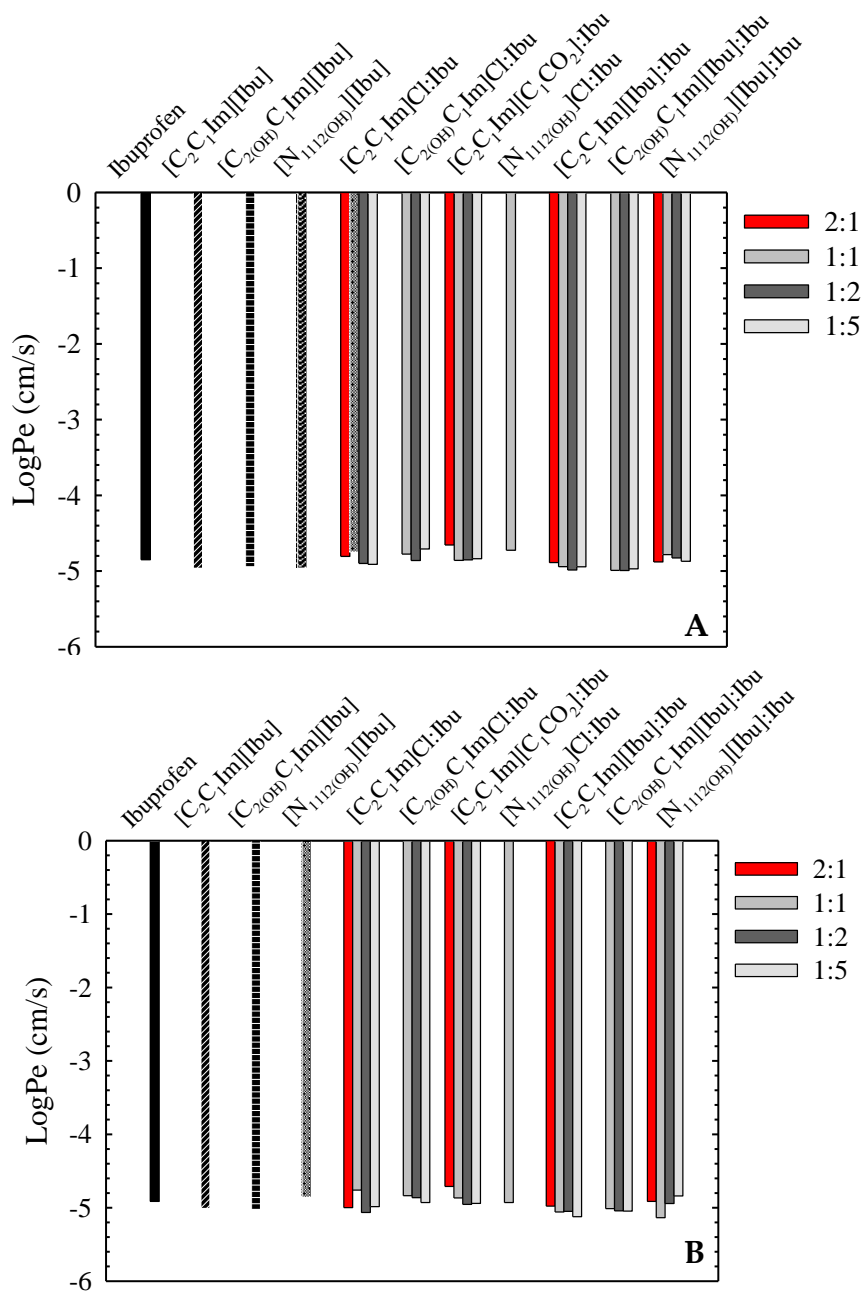 Ibuprofen
[C₂C₁Im][Ibu]
[C₂₍OH₎C₁Im][Ibu]
[N₁₁₁₂₍OH₎][Ibu]
[C₂C₁Im]Cl:Ibu
[C₂₍OH₎C₁Im]Cl:Ibu
[C₂C₁Im][C₁CO₂]:Ibu
[N₁₁₁₂₍OH₎]Cl:Ibu
[C₂C₁Im][Ibu]:Ibu
[C₂₍OH₎C₁Im][Ibu]:Ibu
[N₁₁₁₂₍OH₎][Ibu]:Ibu
0
-1
-2
-3
-4
-5
-6
LogPe (cm/s)
2:1
1:1
1:2
1:5
A
Ibuprofen
[C₂C₁Im][Ibu]
[C₂₍OH₎C₁Im][Ibu]
[N₁₁₁₂₍OH₎][Ibu]
[C₂C₁Im]Cl:Ibu
[C₂₍OH₎C₁Im]Cl:Ibu
[C₂C₁Im][C₁CO₂]:Ibu
[N₁₁₁₂₍OH₎]Cl:Ibu
[C₂C₁Im][Ibu]:Ibu
[C₂₍OH₎C₁Im][Ibu]:Ibu
[N₁₁₁₂₍OH₎][Ibu]:Ibu
0
-1
-2
-3
-4
-5
-6
LogPe (cm/s)
2:1
1:1
1:2
1:5
B